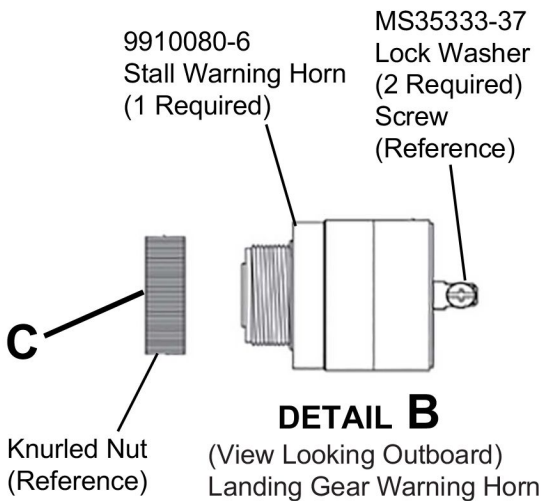 9910080-6
Stall Warning Horn
(1 Required)
MS35333-37
Lock Washer
(2 Required)
Screw
(Reference)
C
Knurled Nut
(Reference)
DETAIL B
(View Looking Outboard)
Landing Gear Warning Horn